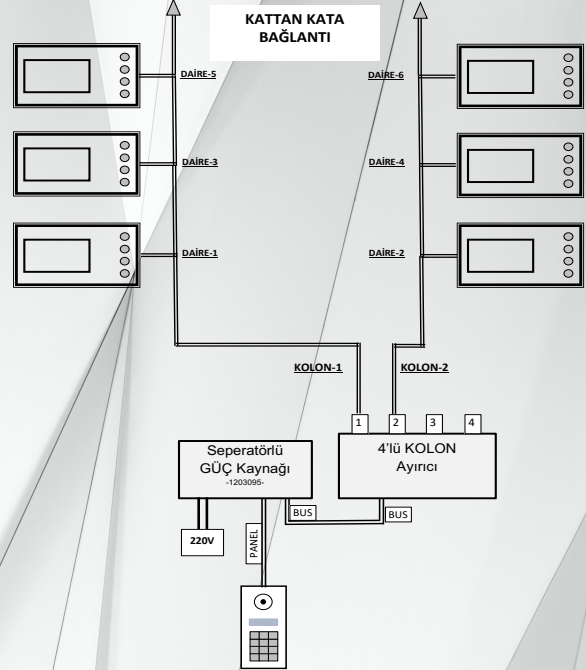 KATTAN KATA
BAĞLANTI
DAİRE-5
DAİRE-6
DAİRE-3
DAİRE-4
DAİRE-1
DAİRE-2
KOLON-1
KOLON-2
1
2
3
4
Seperatörlü
GÜÇ Kaynağı
-1203095-
4'lü KOLON
Ayırıcı
220V
PANEL
BUS
BUS